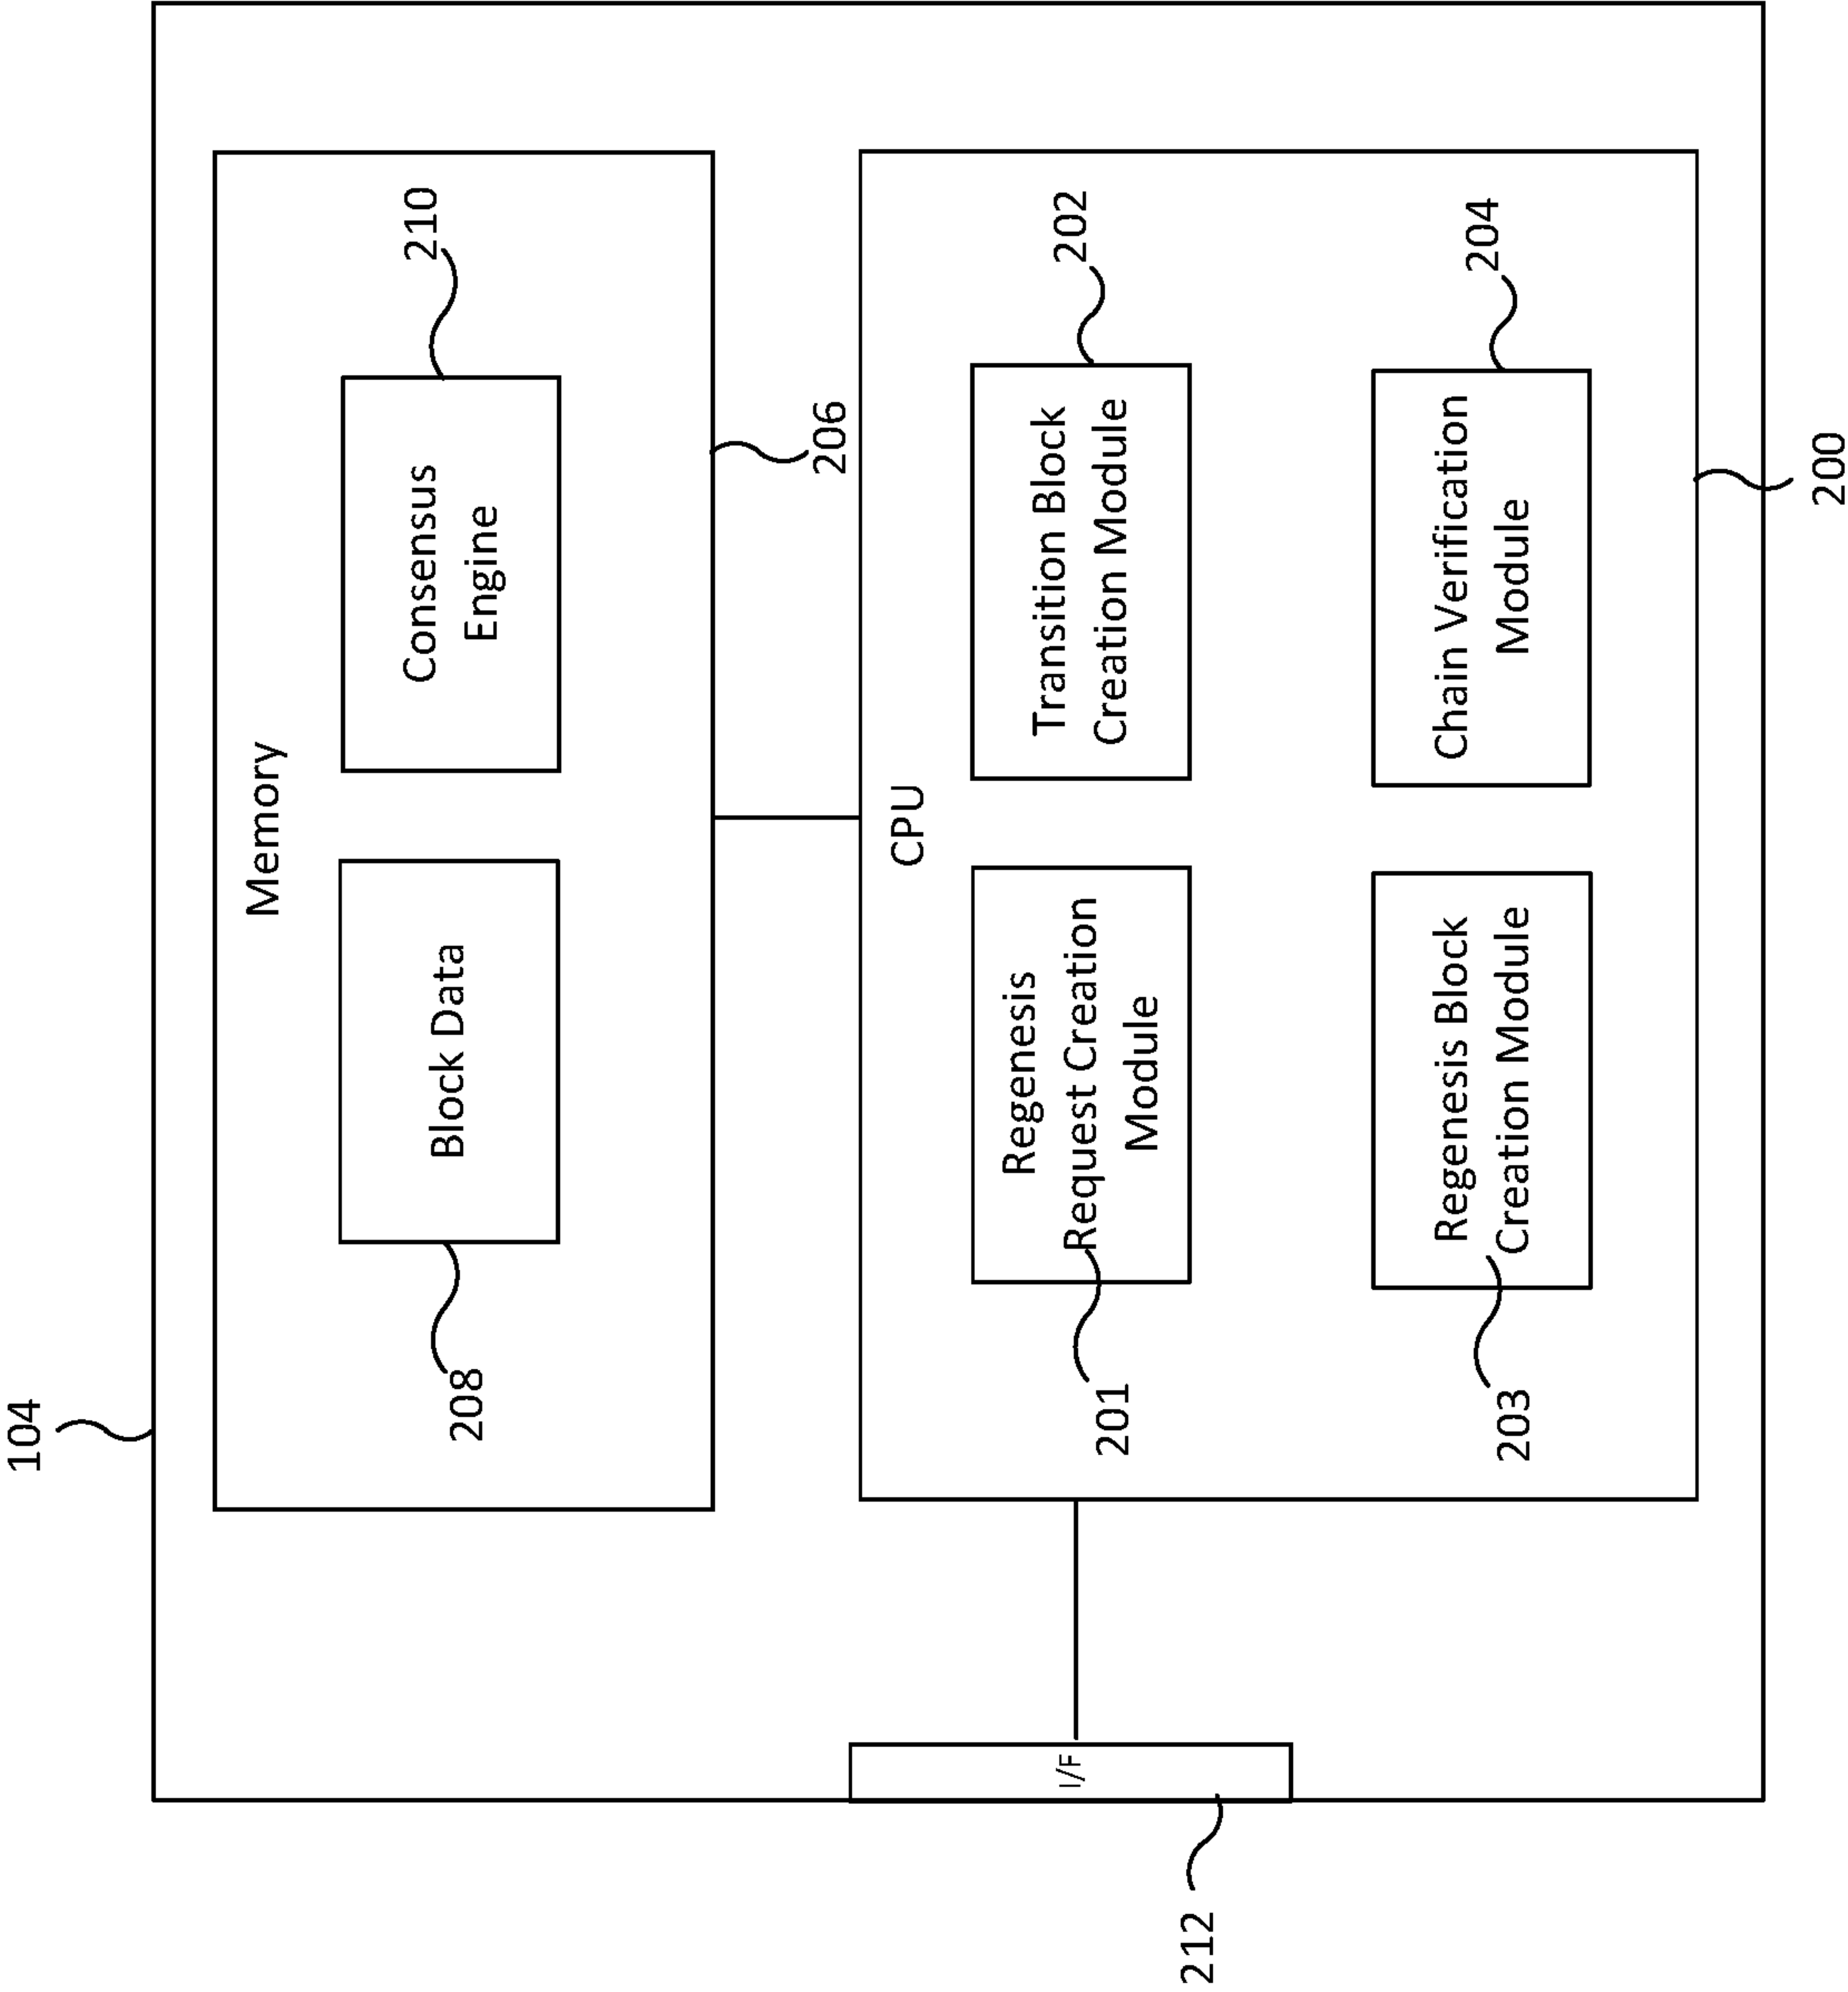 104
Memory
208
Block Data
Consensus
Engine
210
206
CPU
201
Regenesis
Request Creation
Module
Transition Block
Creation Module
202
203
Regenesis Block
Creation Module
Chain Verification
Module
204
200
I/F
212